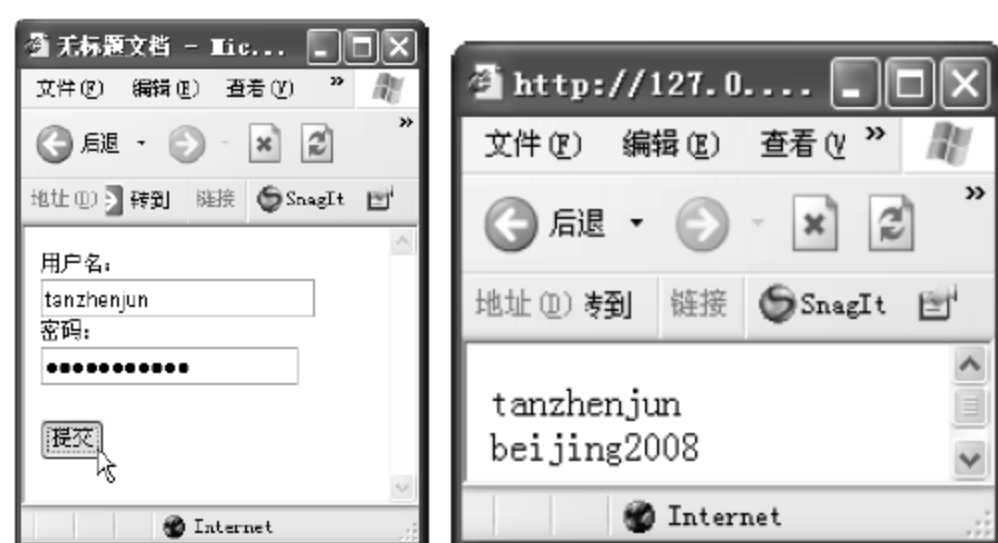 无标题文档 - Mic...
文件(F) 编辑(E) 查看(V) »
后退 »
地址(D) 转到 链接 SnagIt
用户名:
tanzhenjun
密码:
•••••••••••
提交
Internet
http://127.0....
文件(F) 编辑(E) 查看(V »
后退 »
地址(D) 转到 链接 SnagIt
tanzhenjun
beijing2008
Internet